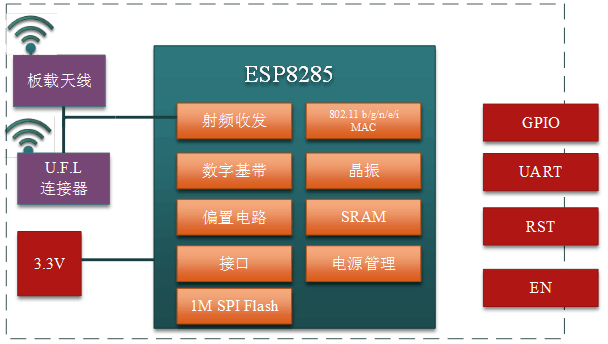 板载天线
U.F.L
连接器
3.3V
ESP8285
射频收发
802.11 b/g/n/e/i
MAC
数字基带
晶振
偏置电路
SRAM
接口
电源管理
1M SPI Flash
GPIO
UART
RST
EN